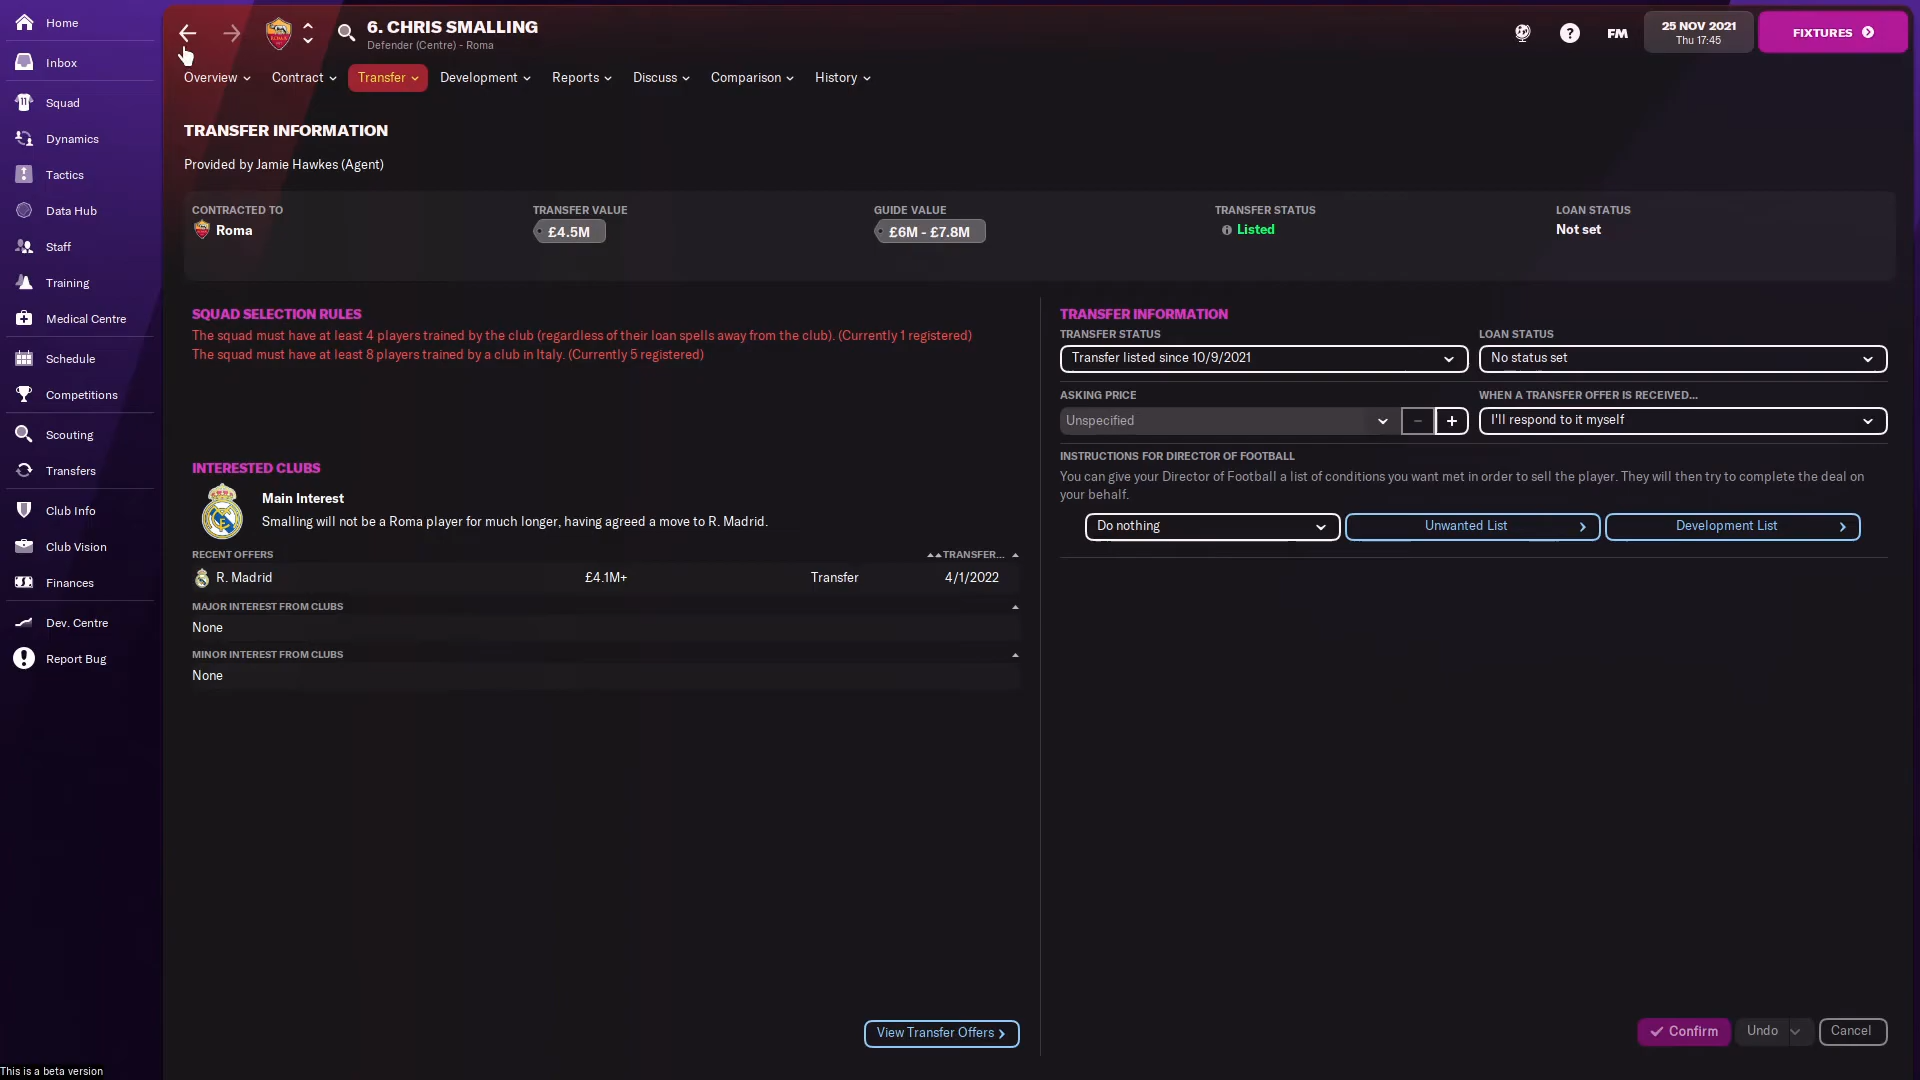 Home
Inbox
Squad
Dynamics
Tactics
Data Hub
Staff
Training
Medical Centre
Schedule
Competitions
Scouting
Transfers
Club Info
Club Vision
Finances
Dev. Centre
Report Bug
This is a beta version
6. CHRIS SMALLING
Defender (Centre) - Roma
FM
25 NOV 2021
Thu 17:45
FIXTURES
Overview Contract Transfer Development Reports Discuss Comparison History
TRANSFER INFORMATION
Provided by Jamie Hawkes (Agent)
CONTRACTED TO TRANSFER VALUE GUIDE VALUE TRANSFER STATUS LOAN STATUS
Roma £4.5M £6M - £7.8M Listed Not set
SQUAD SELECTION RULES
The squad must have at least 4 players trained by the club (regardless of their loan spells away from the club). (Currently 1 registered)
The squad must have at least 8 players trained by a club in Italy. (Currently 5 registered)
INTERESTED CLUBS
Main Interest
Smalling will not be a Roma player for much longer, having agreed a move to R. Madrid.
RECENT OFFERS TRANSFER...
R. Madrid £4.1M+ Transfer 4/1/2022
MAJOR INTEREST FROM CLUBS
None
MINOR INTEREST FROM CLUBS
None
View Transfer Offers
TRANSFER INFORMATION
TRANSFER STATUS LOAN STATUS
Transfer listed since 10/9/2021 No status set
ASKING PRICE WHEN A TRANSFER OFFER IS RECEIVED...
Unspecified - + I'll respond to it myself
INSTRUCTIONS FOR DIRECTOR OF FOOTBALL
You can give your Director of Football a list of conditions you want met in order to sell the player. They will then try to complete the deal on
your behalf.
Do nothing Unwanted List Development List
Confirm Undo Cancel